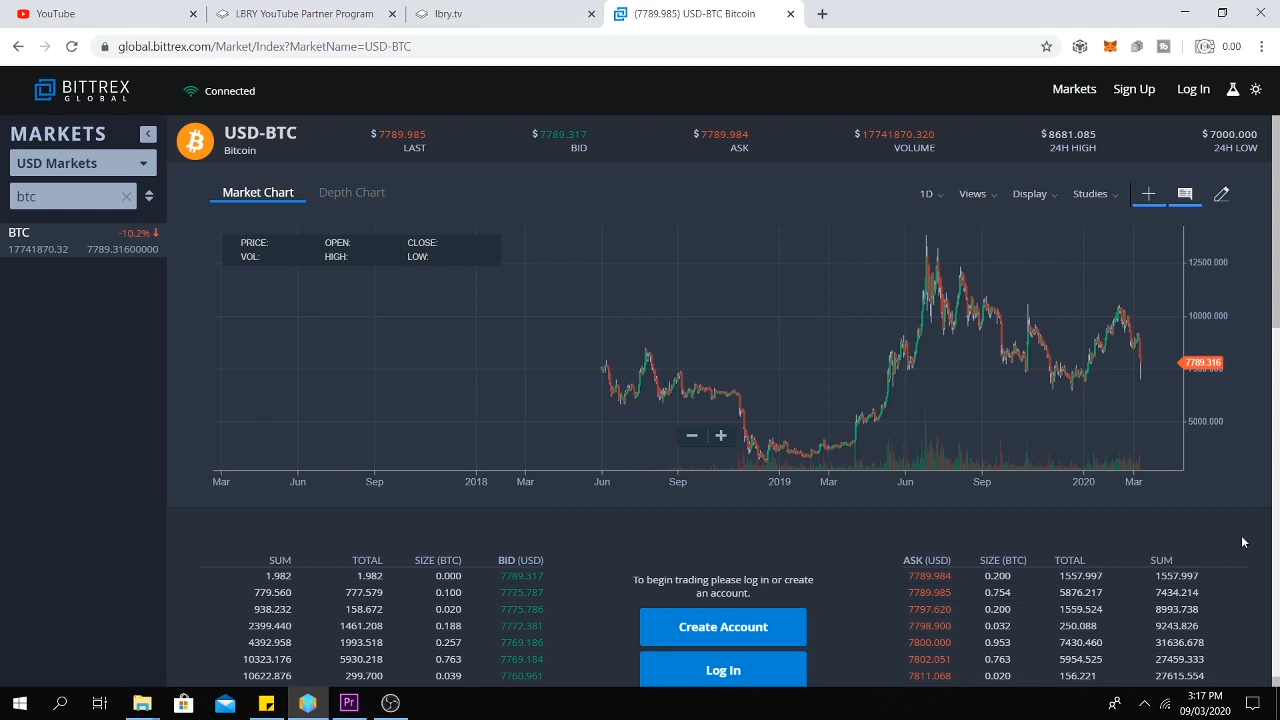 YouTube
LBRY YouTube Partner Program
lbry.tv
(7789.985) USD-BTC Bitcoin
global.bittrex.com/Market/Index?MarketName=USD-BTC
0.00
BITTREX
GLOBAL
Connected
Markets
Sign Up
Log In
MARKETS
USD Markets
btc
BTC
-10.2%
17741870.32
7789.31600000
USD-BTC
Bitcoin
$ 7789.985
LAST
$ 7789.317
BID
$ 7789.984
ASK
$ 17741870.320
VOLUME
$ 8681.085
24H HIGH
$ 7000.000
24H LOW
Market Chart
Depth Chart
1D
Views
Display
Studies
PRICE: OPEN: CLOSE:
VOL: HIGH: LOW:
12500.000
10000.000
7789.316
5000.000
Mar Jun Sep 2018 Mar Jun Sep 2019 Mar Jun Sep 2020 Mar
SUM TOTAL SIZE (BTC) BID (USD)
1.982 1.982 0.000 7789.317
779.560 777.579 0.100 7775.787
938.232 158.672 0.020 7775.786
2399.440 1461.208 0.188 7772.381
4392.958 1993.518 0.257 7769.186
10323.176 5930.218 0.763 7769.184
10622.876 299.700 0.039 7760.961
To begin trading please log in or create
an account.
Create Account
Log In
ASK (USD) SIZE (BTC) TOTAL SUM
7789.984 0.200 1557.997 1557.997
7789.985 0.754 5876.217 7434.214
7797.620 0.200 1559.524 8993.738
7798.900 0.032 250.088 9243.826
7800.000 0.953 7430.460 31636.678
7802.051 0.763 5954.525 27459.333
7811.068 0.020 156.221 27615.554
Pr
3:17 PM
09/03/2020